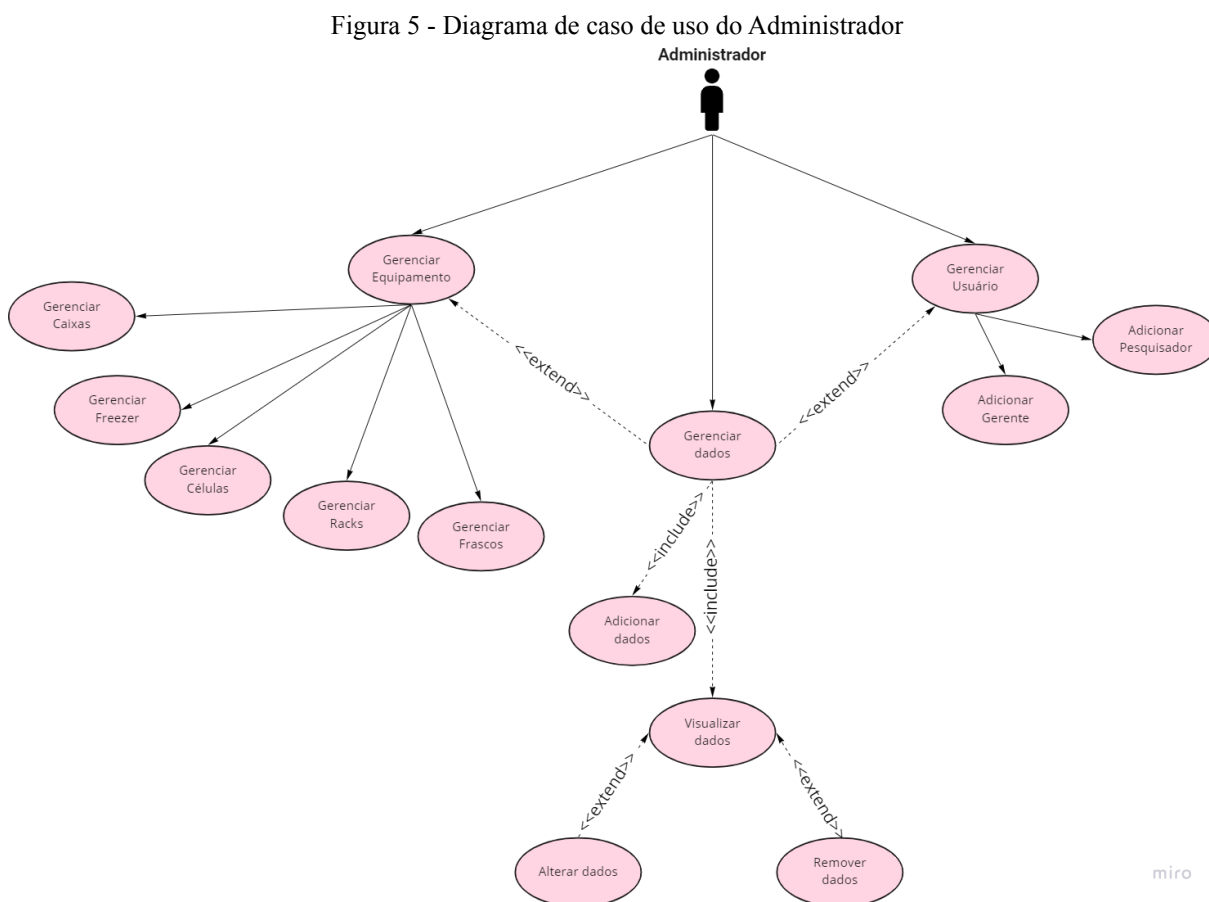 Figura 5 - Diagrama de caso de uso do Administrador
Administrador
Gerenciar
Equipamento
Gerenciar
Usuário
Gerenciar
Caixas
Adicionar
Pesquisador
<<extend>>
<<extend>>
Gerenciar
Freezer
Adicionar
Gerente
Gerenciar
dados
Gerenciar
Células
Gerenciar
Racks
Gerenciar
Frascos
<<include>>
<<include>>
Adicionar
dados
Visualizar
dados
<<extend>>
<<extend>>
Alterar dados
Remover
dados
miro